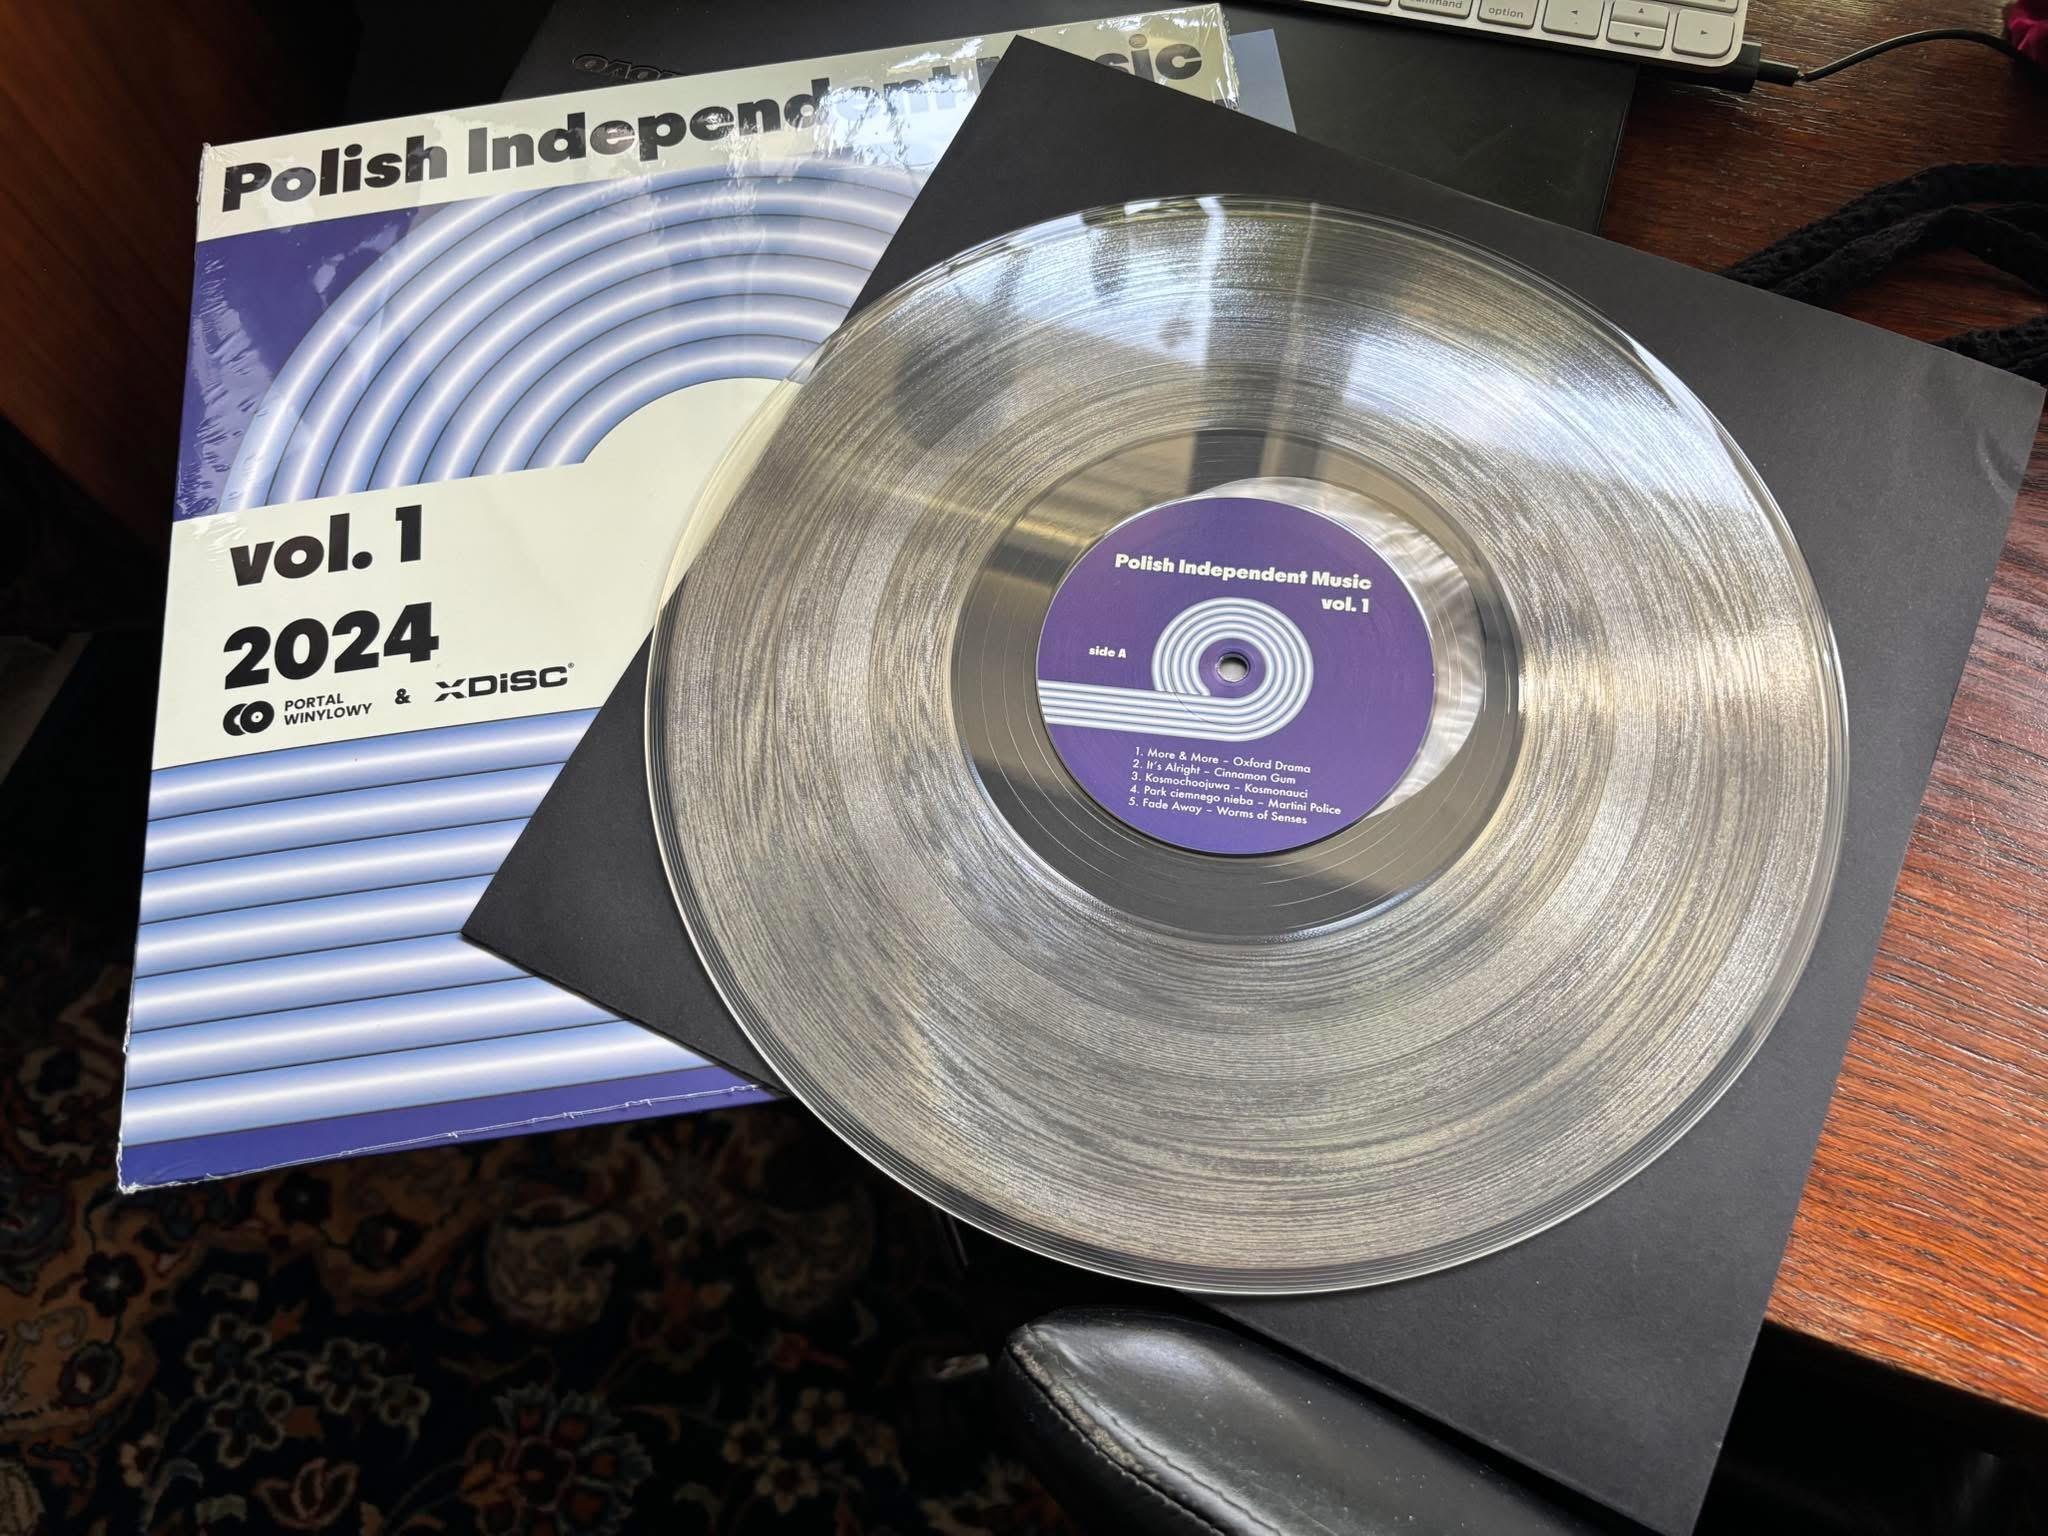 command
option
Polish Independent Music
vol. 1
2024
PORTAL
WINYLOWY
&
XDISC®
Polish Independent Music
vol. 1
side A
1. More & More – Oxford Drama
2. It's Alright – Cinnamon Gum
3. Kosmochoojuwa – Kosmonauci
4. Park ciemnego nieba – Martini Police
5. Fade Away – Worms of Senses